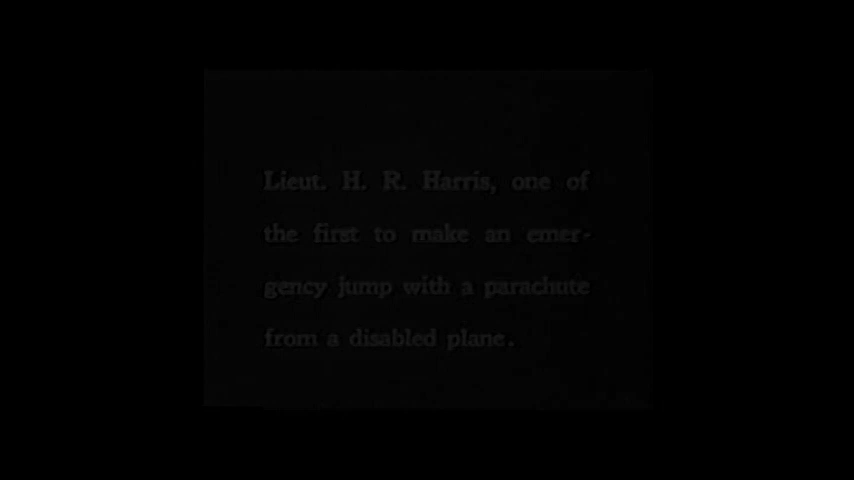 Lieut. H. R. Harris, one of
the first to make an emer-
gency jump with a parachute
from a disabled plane.